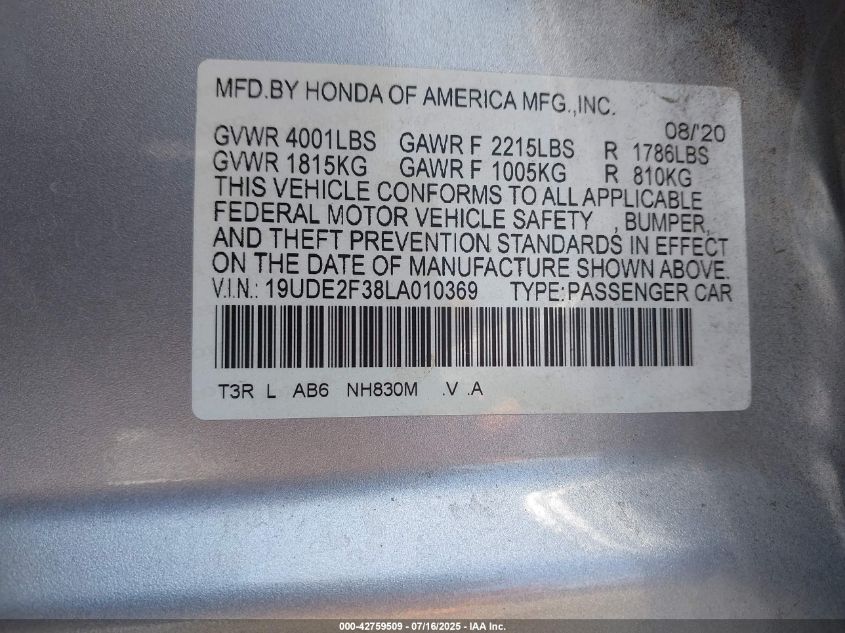 MFD.BY HONDA OF AMERICA MFG.,INC.
08/'20
GVWR 4001LBS GAWR F 2215LBS R 1786LBS
GVWR 1815KG GAWR F 1005KG R 810KG
THIS VEHICLE CONFORMS TO ALL APPLICABLE
FEDERAL MOTOR VEHICLE SAFETY , BUMPER,
AND THEFT PREVENTION STANDARDS IN EFFECT
ON THE DATE OF MANUFACTURE SHOWN ABOVE.
V.I.N.: 19UDE2F38LA010369 TYPE:PASSENGER CAR
T3R L AB6 NH830M .V .A
000-42759509 - 07/16/2025 - IAA Inc.